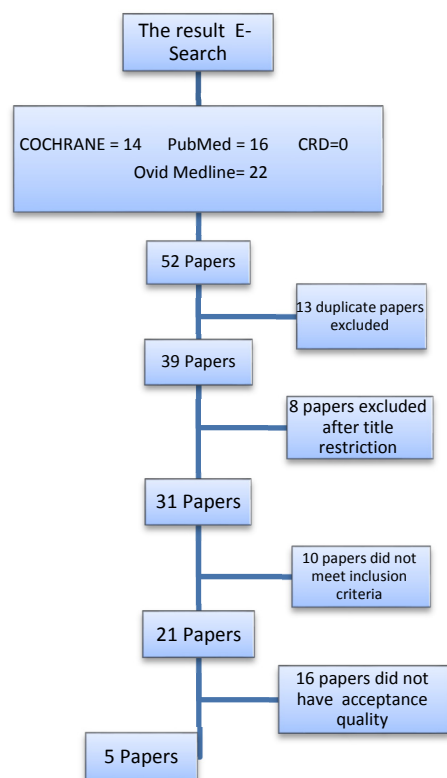 The result E-
Search
COCHRANE = 14 PubMed = 16 CRD=0
Ovid Medline= 22
52 Papers
13 duplicate papers
excluded
39 Papers
8 papers excluded
after title
restriction
31 Papers
10 papers did not
meet inclusion
criteria
21 Papers
16 papers did not
have acceptance
quality
5 Papers